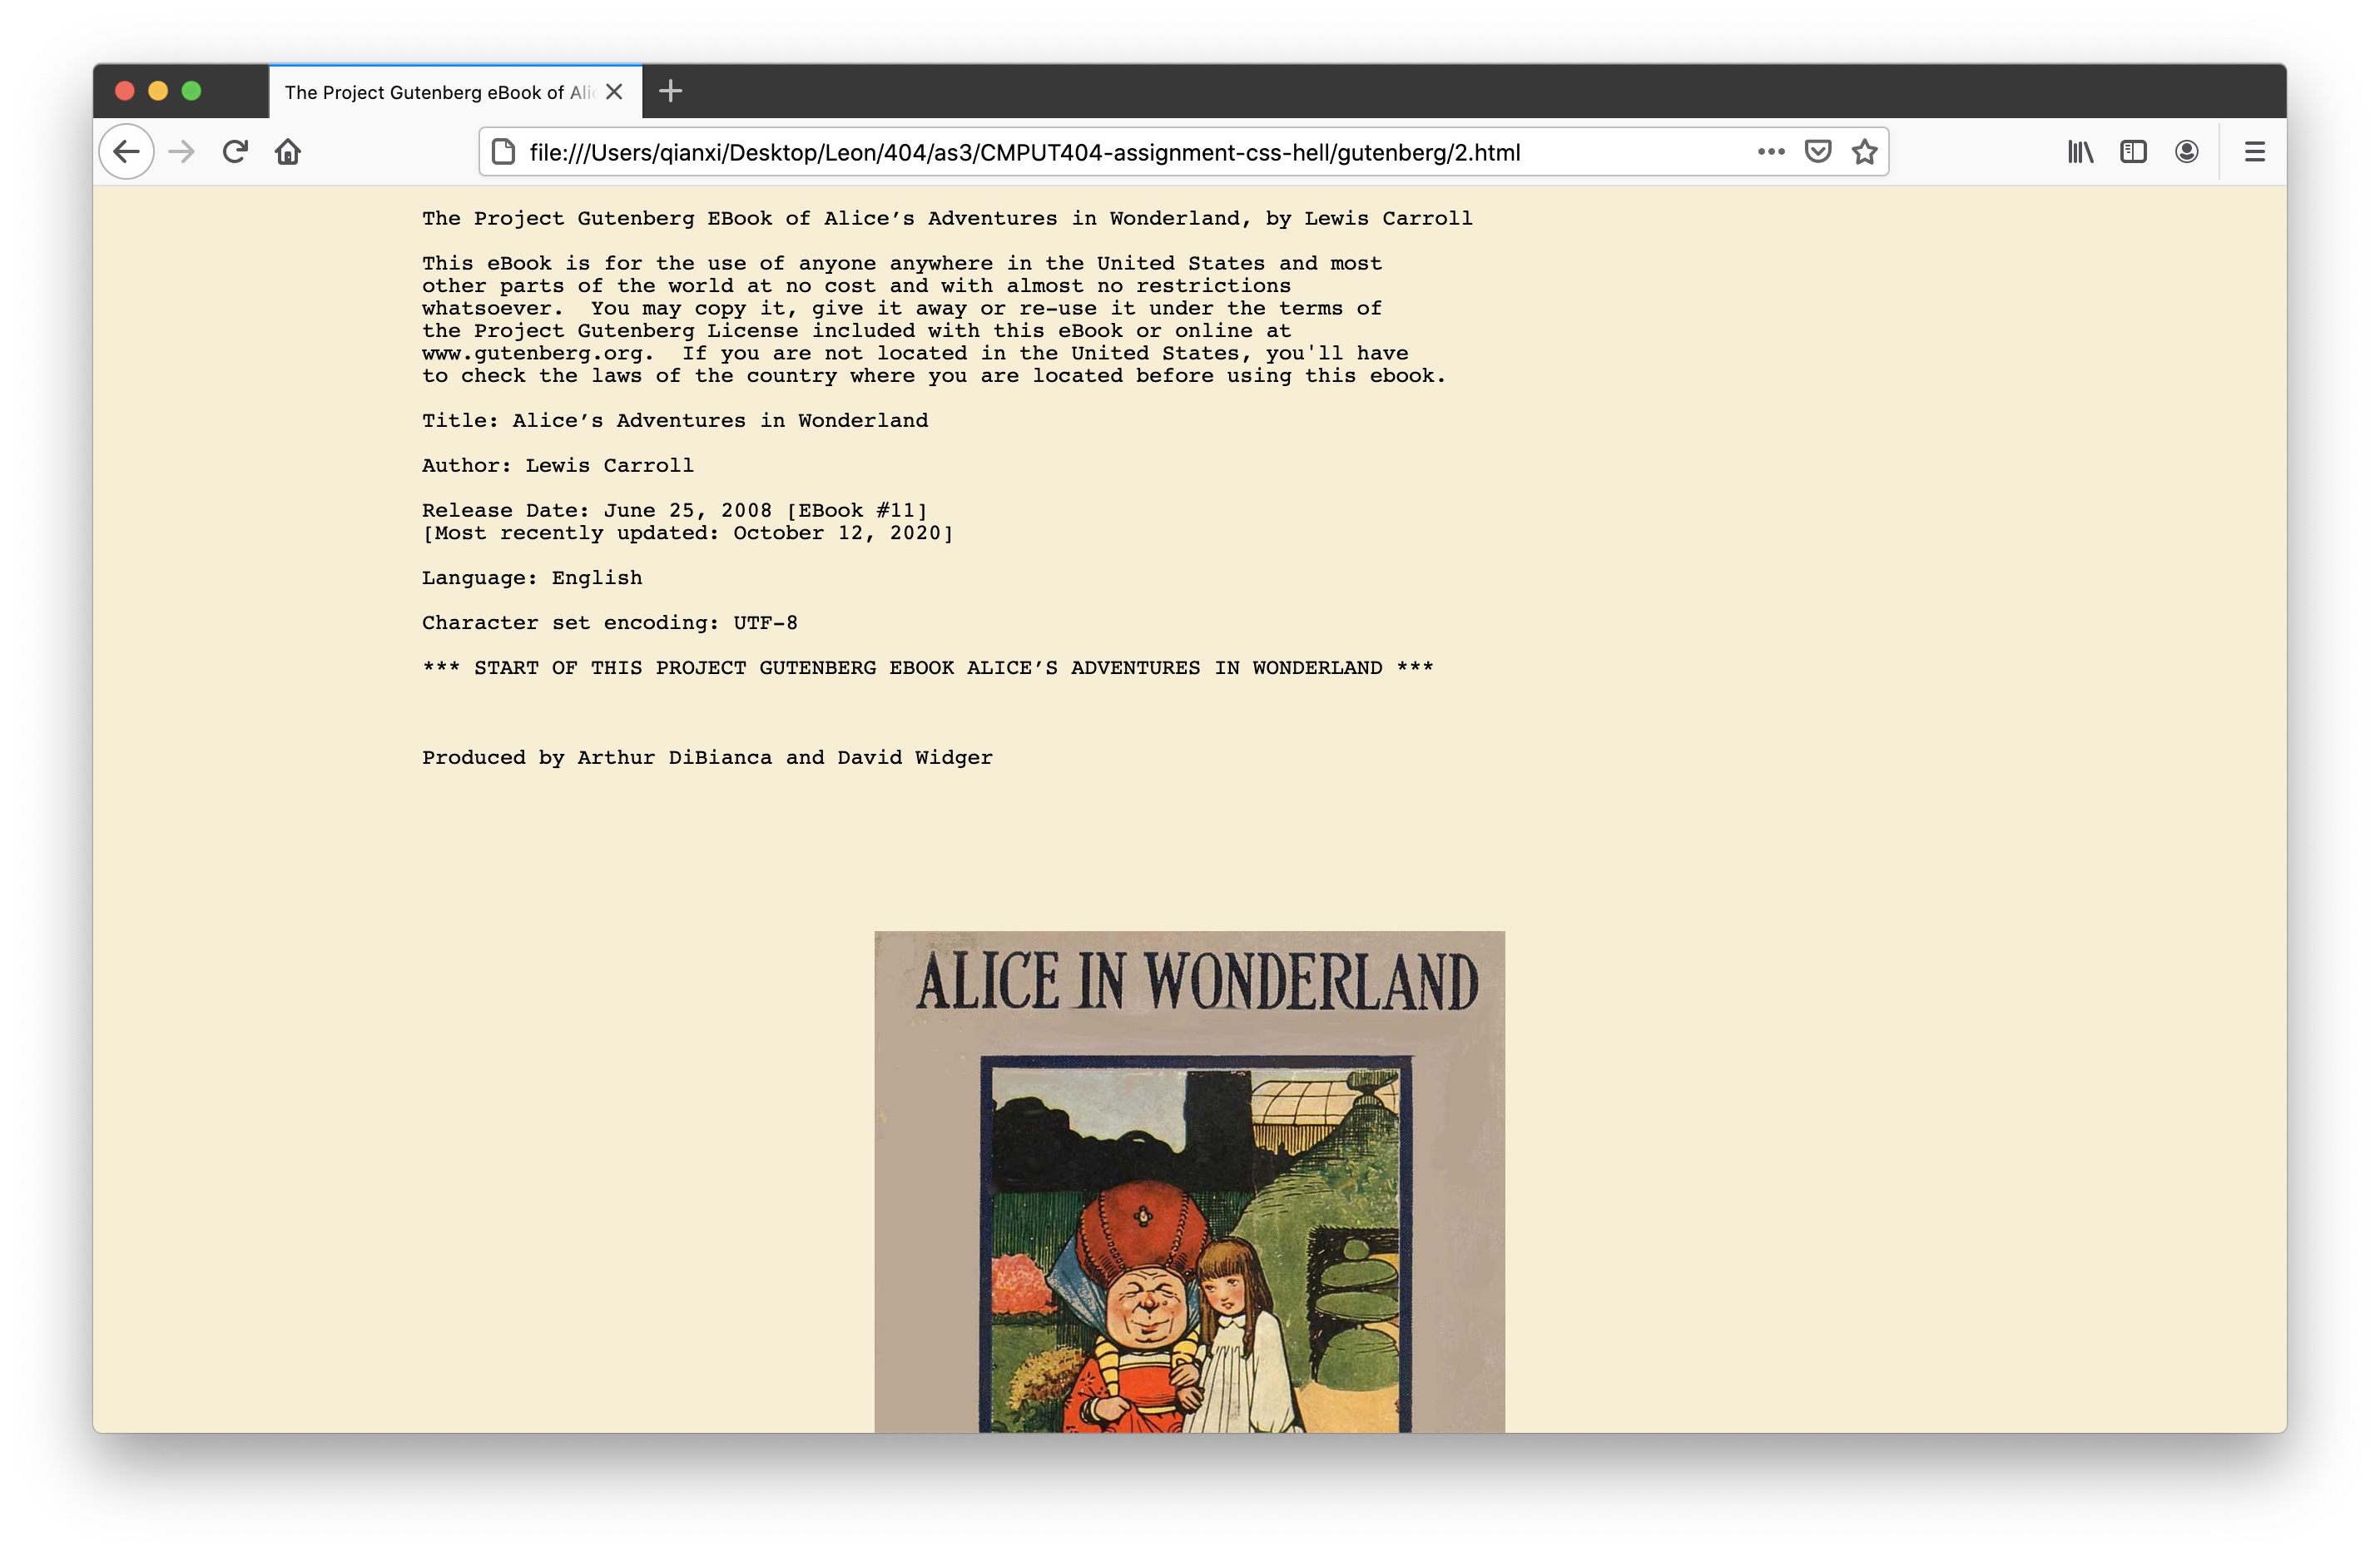 The Project Gutenberg eBook of Ali
file:///Users/qianxi/Desktop/Leon/404/as3/CMPUT404-assignment-css-hell/gutenberg/2.html
The Project Gutenberg EBook of Alice’s Adventures in Wonderland, by Lewis Carroll
This eBook is for the use of anyone anywhere in the United States and most
other parts of the world at no cost and with almost no restrictions
whatsoever.  You may copy it, give it away or re-use it under the terms of
the Project Gutenberg License included with this eBook or online at
www.gutenberg.org.  If you are not located in the United States, you'll have
to check the laws of the country where you are located before using this ebook.
Title: Alice’s Adventures in Wonderland
Author: Lewis Carroll
Release Date: June 25, 2008 [EBook #11]
[Most recently updated: October 12, 2020]
Language: English
Character set encoding: UTF-8
*** START OF THIS PROJECT GUTENBERG EBOOK ALICE’S ADVENTURES IN WONDERLAND ***
Produced by Arthur DiBianca and David Widger
ALICE IN WONDERLAND